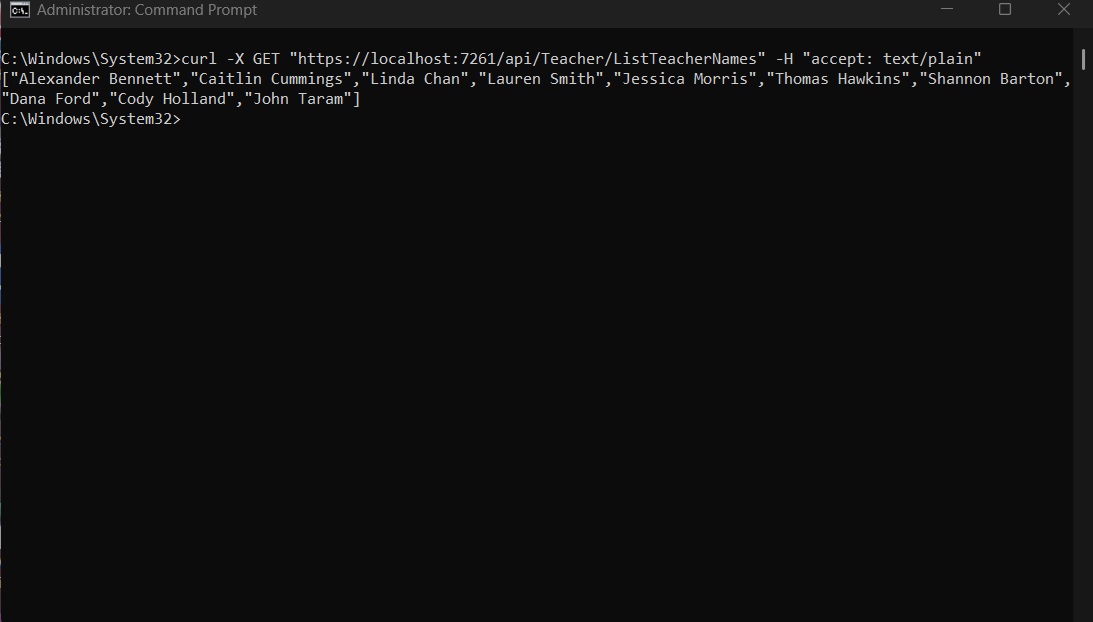 Administrator: Command Prompt
C:\Windows\System32>curl -X GET "https://localhost:7261/api/Teacher/ListTeacherNames" -H "accept: text/plain"
["Alexander Bennett","Caitlin Cummings","Linda Chan","Lauren Smith","Jessica Morris","Thomas Hawkins","Shannon Barton",
"Dana Ford","Cody Holland","John Taram"]
C:\Windows\System32>